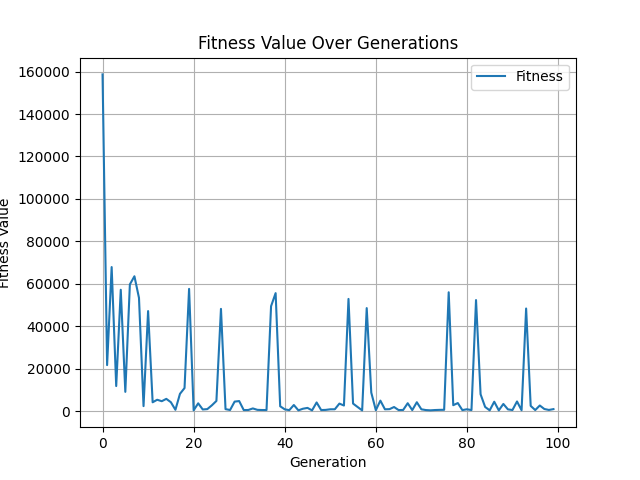 Fitness Value Over Generations
Fitness
160000
140000
120000
100000
80000
60000
40000
20000
0
Fitness Value
0 20 40 60 80 100
Generation